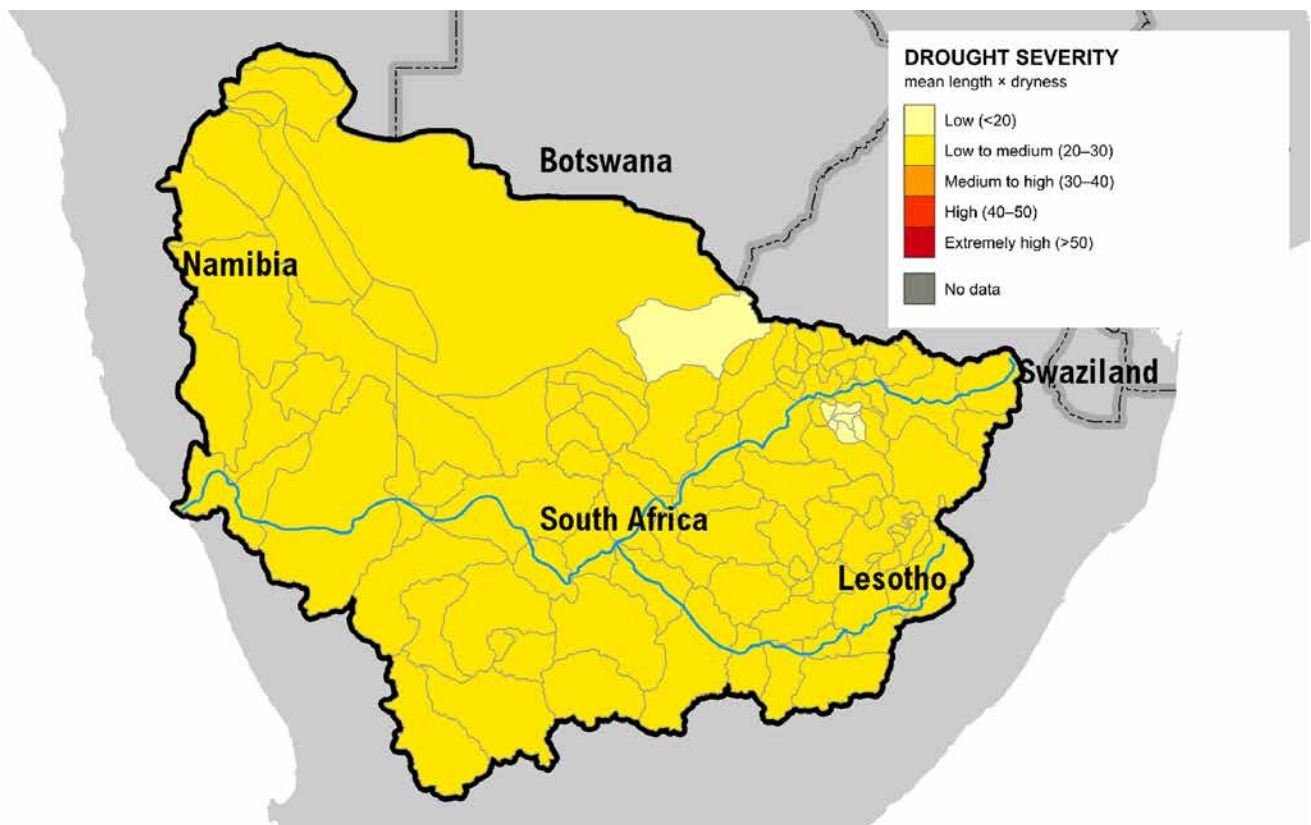 DROUGHT SEVERITY
mean length × dryness
Low (<20)
Low to medium (20–30)
Medium to high (30–40)
High (40–50)
Extremely high (>50)
No data
Botswana
Namibia
Swaziland
South Africa
Lesotho